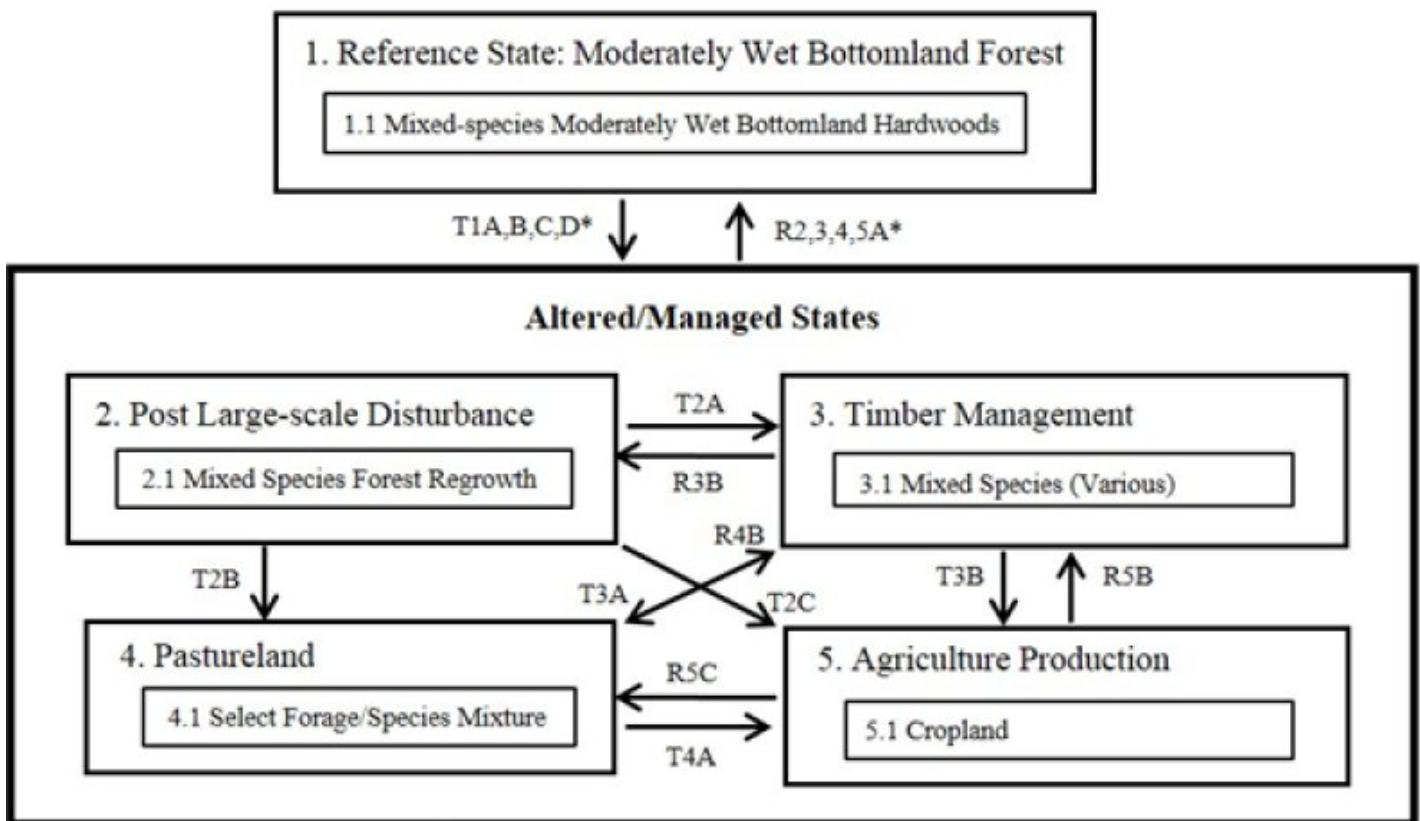 1. Reference State: Moderately Wet Bottomland Forest
1.1 Mixed-species Moderately Wet Bottomland Hardwoods
T1A,B,C,D*
R2,3,4,5A*
Altered/Managed States
2. Post Large-scale Disturbance
2.1 Mixed Species Forest Regrowth
T2A
R3B
3. Timber Management
3.1 Mixed Species (Various)
T2B
R4B
T3A
T2C
T3B
R5B
4. Pastureland
4.1 Select Forage/Species Mixture
R5C
T4A
5. Agriculture Production
5.1 Cropland